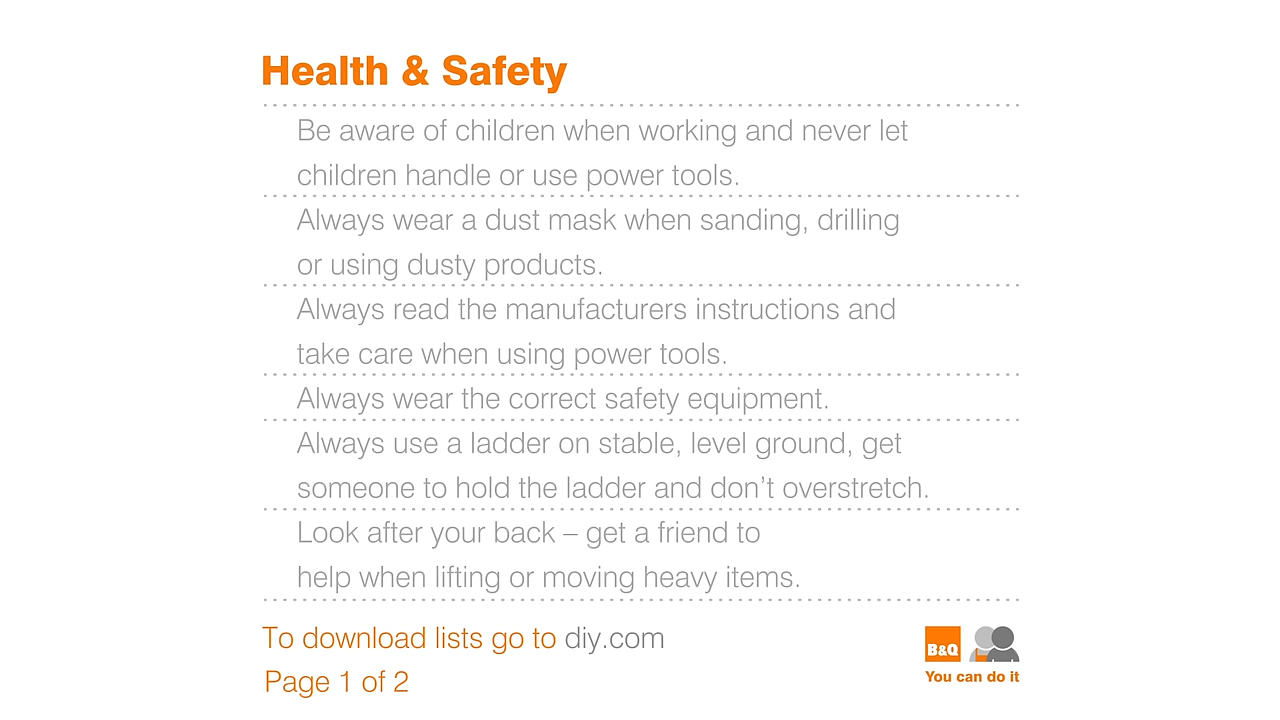 Health & Safety
Be aware of children when working and never let
children handle or use power tools.
Always wear a dust mask when sanding, drilling
or using dusty products.
Always read the manufacturers instructions and
take care when using power tools.
Always wear the correct safety equipment.
Always use a ladder on stable, level ground, get
someone to hold the ladder and don’t overstretch.
Look after your back – get a friend to
help when lifting or moving heavy items.
To download lists go to diy.com
Page 1 of 2
B&Q
You can do it